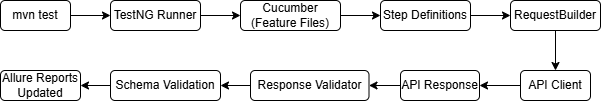 mvn test
TestNG Runner
Cucumber
(Feature Files)
Step Definitions
RequestBuilder
API Client
API Response
Response Validator
Schema Validation
Allure Reports
Updated